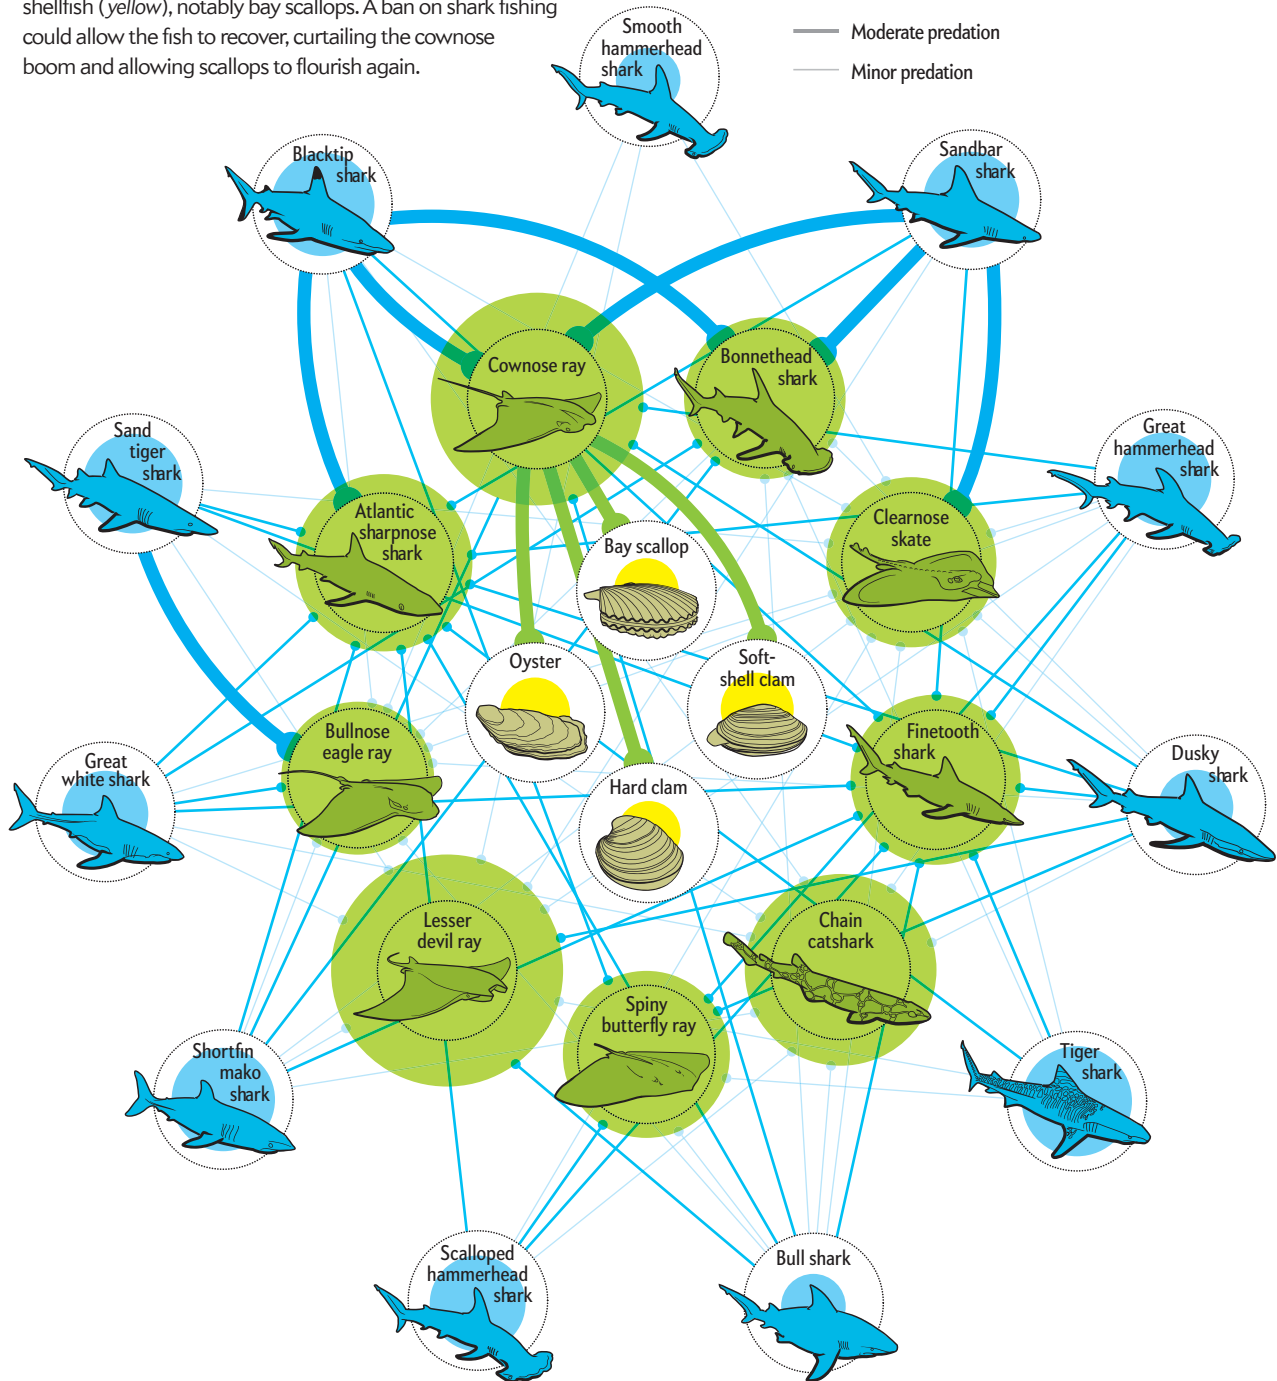 shellfish (yellow), notably bay scallops. A ban on shark fishing
could allow the fish to recover, curtailing the cownose
boom and allowing scallops to flourish again.
Moderate predation
Minor predation
Smooth
hammerhead
shark
Blacktip
shark
Sandbar
shark
Cownose ray
Bonnethead
shark
Sand
tiger
shark
Great
hammerhead
shark
Atlantic
sharpnose
shark
Clearnose
skate
Bay scallop
Oyster
Soft-
shell clam
Bullnose
eagle ray
Finetooth
shark
Great
white shark
Dusky
shark
Hard clam
Lesser
devil ray
Chain
catshark
Spiny
butterfly ray
Shortfin
mako
shark
Tiger
shark
Scalloped
hammerhead
shark
Bull shark